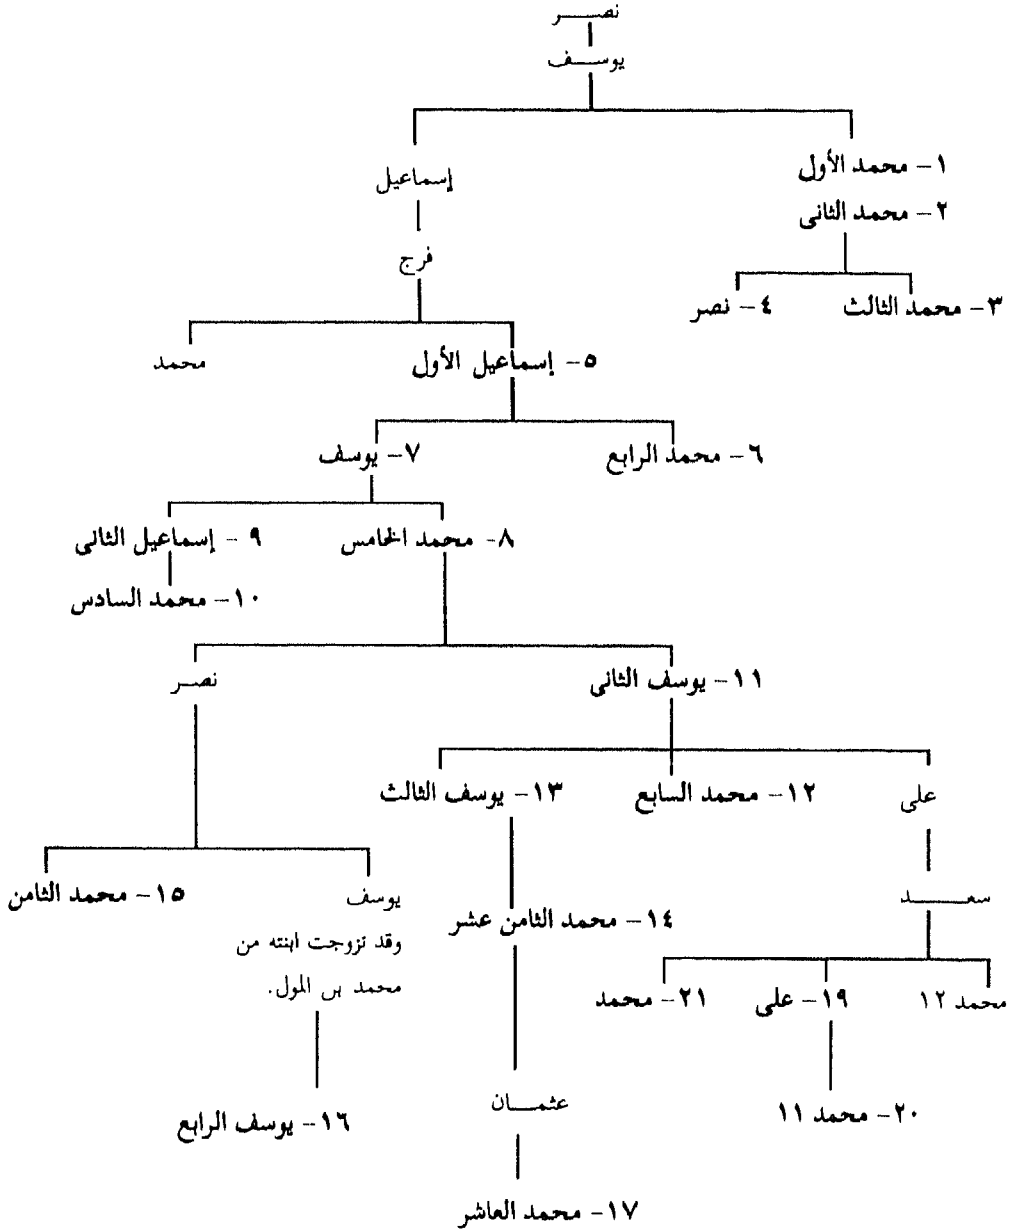 نصر
يوسف
١- محمد الأول
إسماعيل
٢- محمد الثانى
فرج
٣- محمد الثالث
٤- نصر
٥- إسماعيل الأول
محمد
٦- محمد الرابع
٧- يوسف
٨- محمد الخامس
٩ - إسماعيل الثانى
١٠- محمد السادس
١١- يوسف الثانى
نصر
على
١٢- محمد السابع
١٣- يوسف الثالث
سعد
يوسف
١٥- محمد الثامن
١٤- محمد الثامن عشر
وقد تزوجت ابنته من
محمد بن المول.
محمد ١٢
١٩- على
٢١- محمد
عثمان
٢٠- محمد ١١
١٦- يوسف الرابع
١٧- محمد العاشر